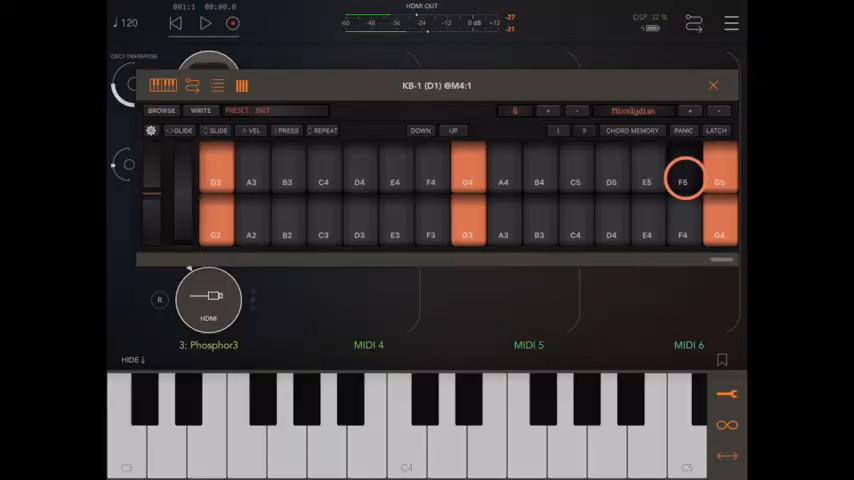 ♩120
001:1 00:00.0
HDMI OUT
-60 -48 -36 -24 -12 -6 0 +6 +12
-27
-21
DSP: 32 %
OSC1 TRANSPOSE
KB-1 (D1) @M4:1
BROWSE WRITE PRESET. INIT G + - Mixolydian + -
GLIDE SLIDE VEL PRESS REPEAT DOWN UP CHORD MEMORY PANIC LATCH
G3 A3 B3 C4 D4 E4 F4 G4 A4 B4 C5 D5 E5 F5 G5
G2 A2 B2 C3 D3 E3 F3 G3 A3 B3 C4 D4 E4 F4 G4
R
HDMI
3: Phosphor3 MIDI 4 MIDI 5 MIDI 6
HIDE↓
C3 C4 C5